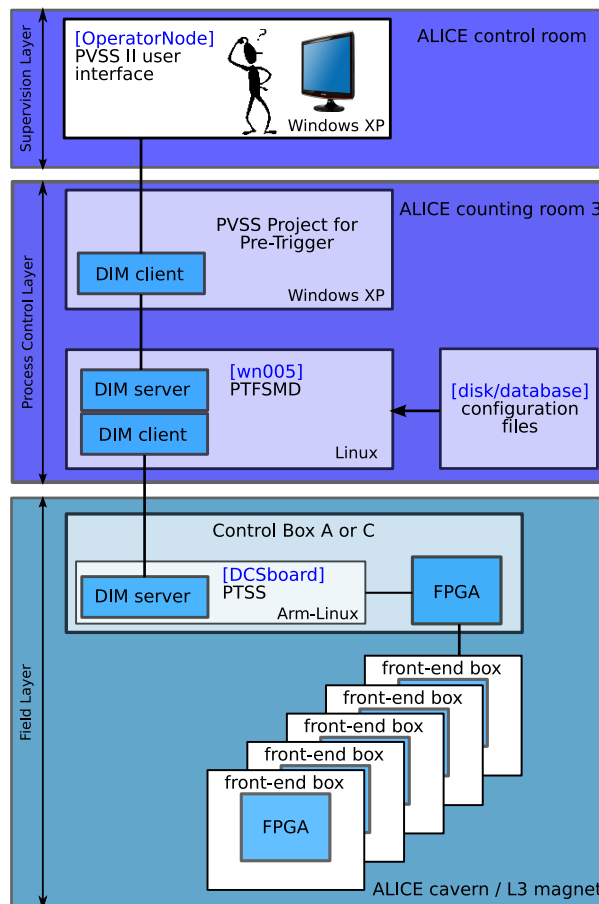 Supervision Layer
ALICE control room
[OperatorNode]
PVSS II user
interface
?
Windows XP
Process Control Layer
ALICE counting room 3
PVSS Project for
Pre-Trigger
DIM client
Windows XP
[wn005]
PTFSMD
DIM server
DIM client
Linux
[disk/database]
configuration
files
Field Layer
Control Box A or C
[DCSboard]
PTSS
DIM server
Arm-Linux
FPGA
front-end box
front-end box
front-end box
front-end box
front-end box
FPGA
ALICE cavern / L3 magnet